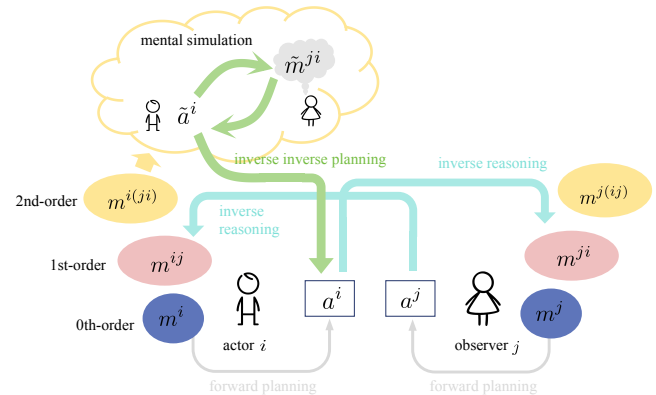 mental simulation
m̃^{ji}
ã^i
inverse inverse planning
inverse reasoning
2nd-order
m^{i(ji)}
inverse
reasoning
m^{j(ij)}
1st-order
m^{ij}
m^{ji}
0th-order
m^i
a^i
a^j
m^j
actor i
observer j
forward planning
forward planning